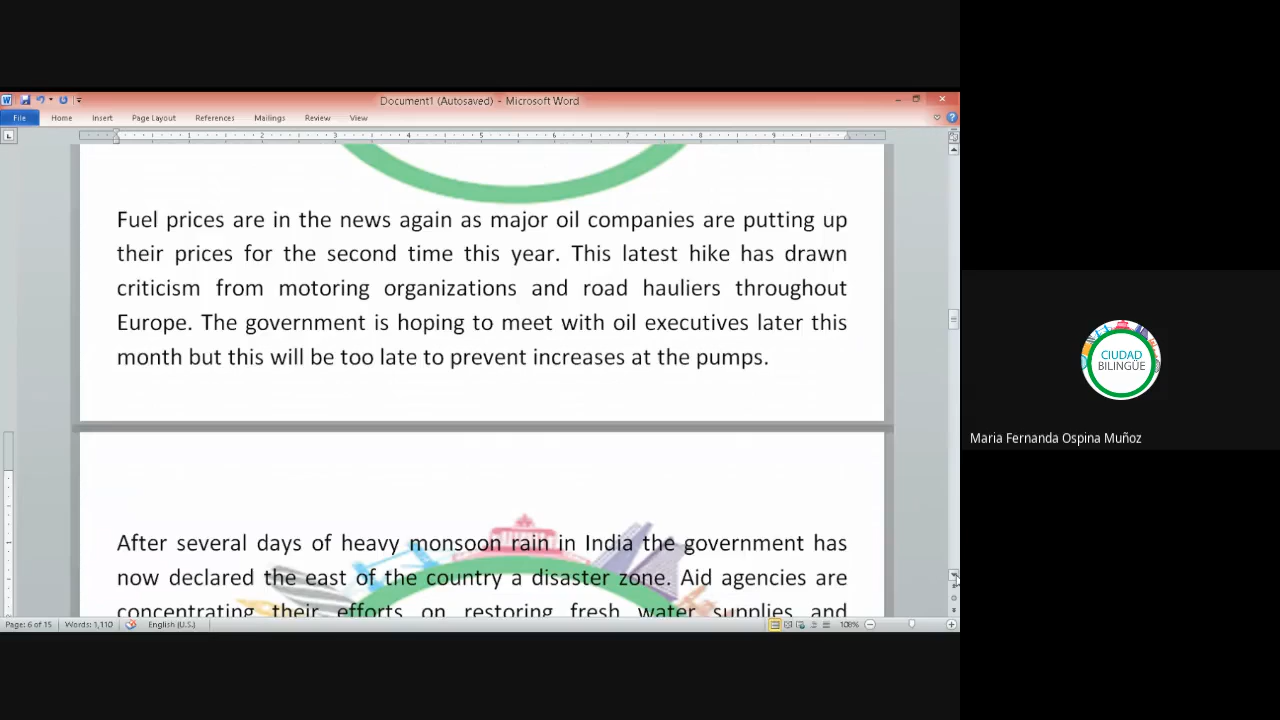 Document1 (Autosaved) - Microsoft Word
File Home Insert Page Layout References Mailings Review View
Fuel prices are in the news again as major oil companies are putting up
their prices for the second time this year. This latest hike has drawn
criticism from motoring organizations and road hauliers throughout
Europe. The government is hoping to meet with oil executives later this
month but this will be too late to prevent increases at the pumps.
After several days of heavy monsoon rain in India the government has
now declared the east of the country a disaster zone. Aid agencies are
concentrating their efforts on restoring fresh water supplies and
Page: 6 of 15 Words: 1,110 English (U.S.) 108%
CIUDAD
BILINGÜE
Maria Fernanda Ospina Muñoz